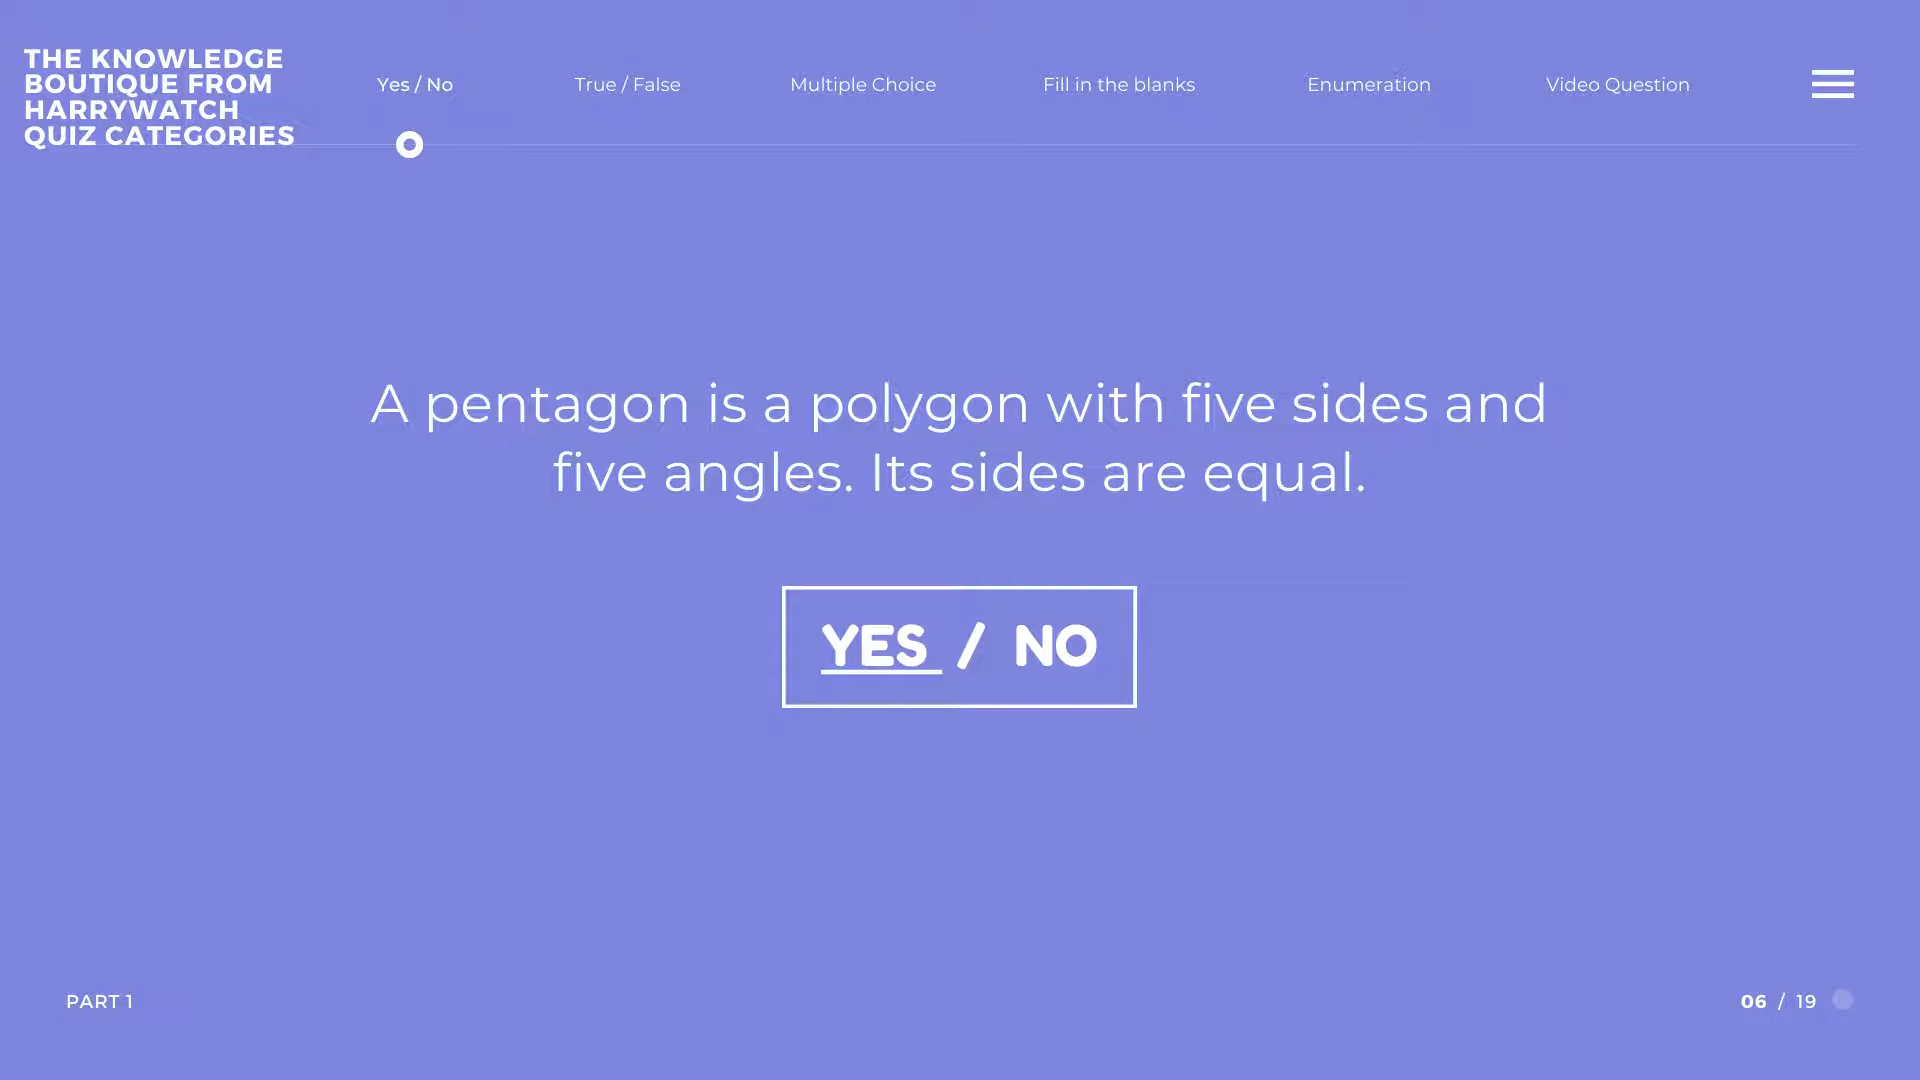 THE KNOWLEDGE
BOUTIQUE FROM
HARRYWATCH
QUIZ CATEGORIES
Yes / No
True / False
Multiple Choice
Fill in the blanks
Enumeration
Video Question
A pentagon is a polygon with five sides and
five angles. Its sides are equal.
YES / NO
PART 1
06 / 19